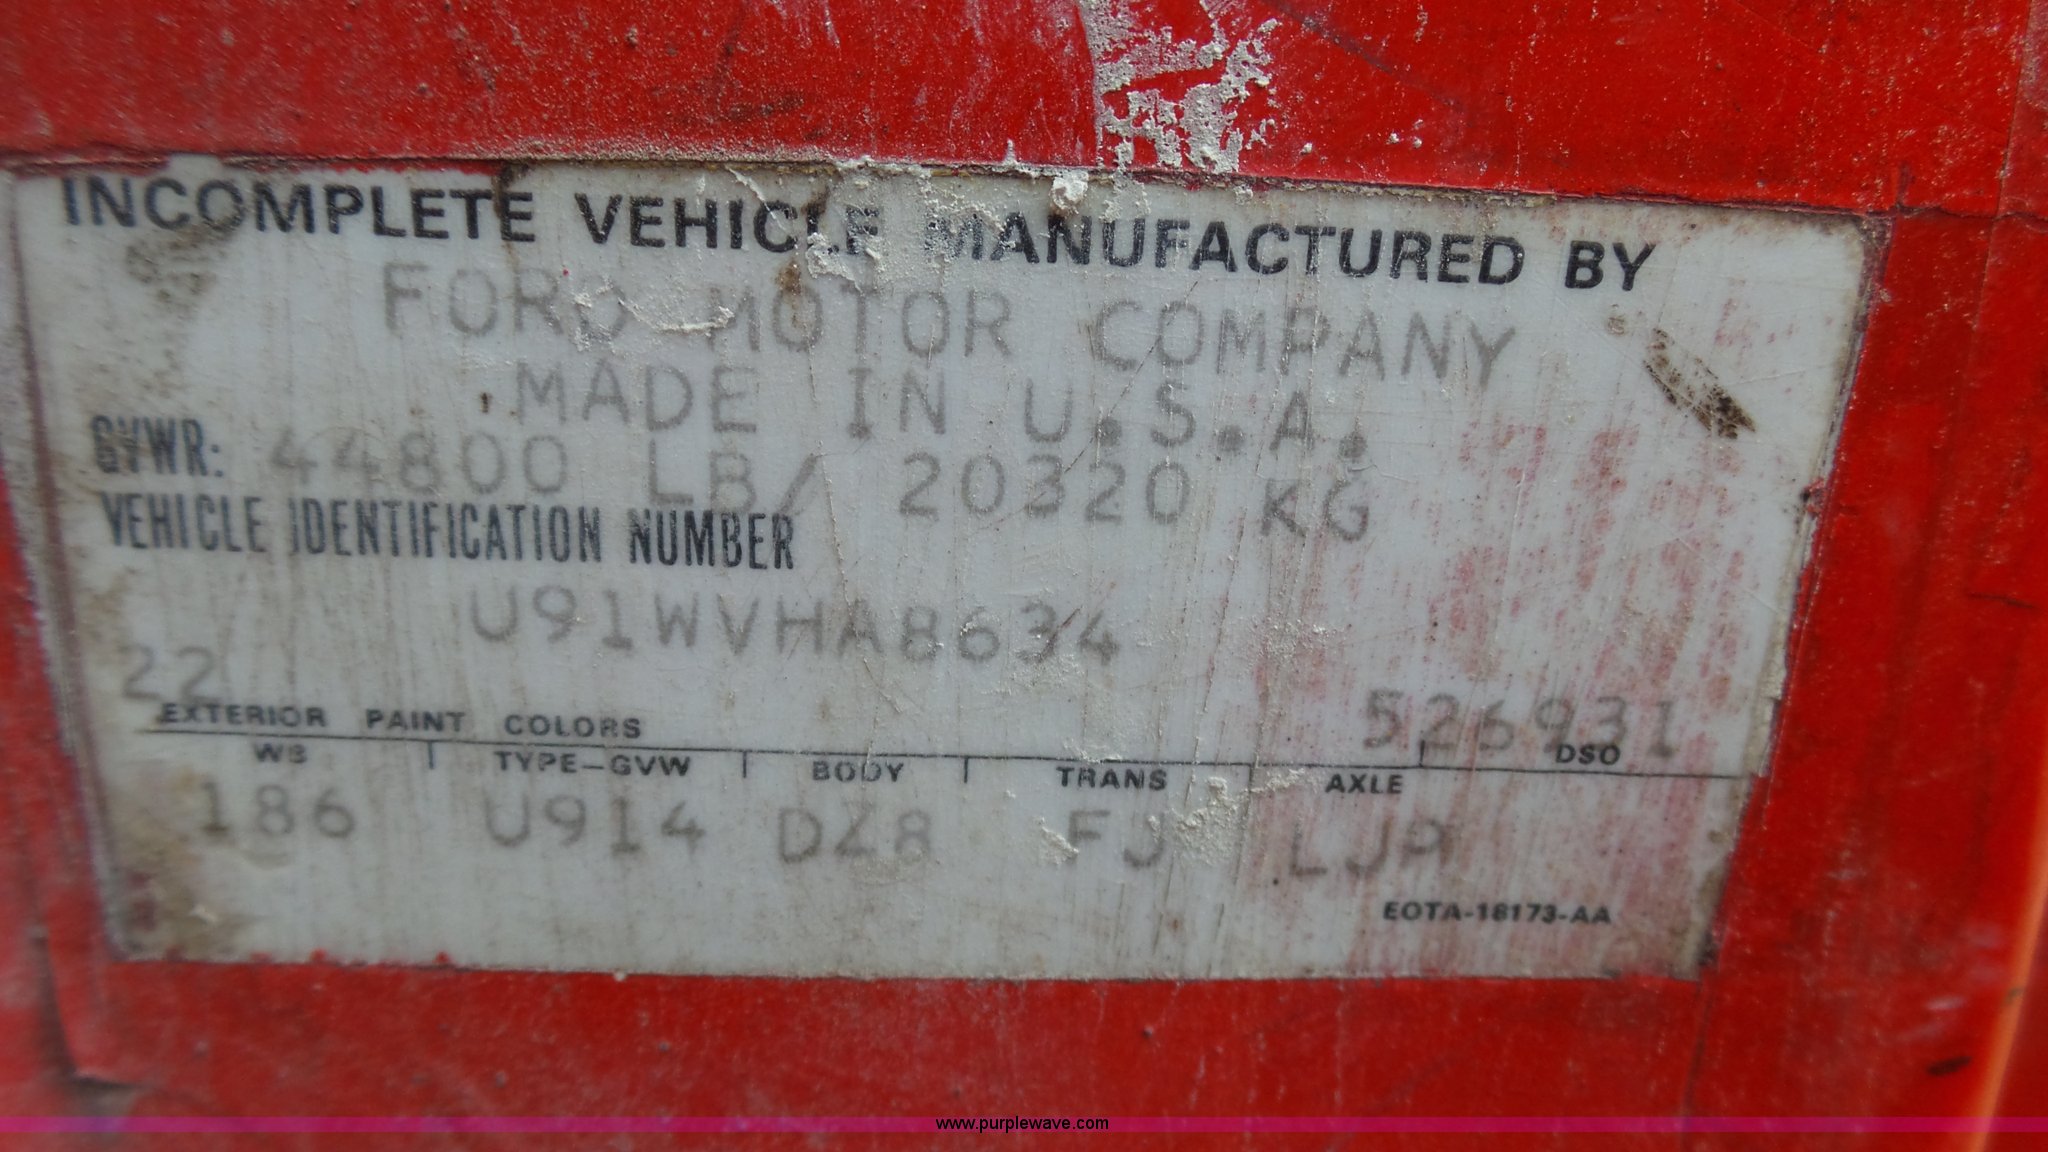 INCOMPLETE VEHICLE MANUFACTURED BY
FORD MOTOR COMPANY
MADE IN U.S.A.
GVWR: 44800 LB/ 20320 KG
VEHICLE IDENTIFICATION NUMBER
U91WVHA8634
22
EXTERIOR PAINT COLORS
526931
DSO
WB TYPE-GVW BODY TRANS AXLE
186 U914 DZ8 FJ LJA
EOTA-18173-AA
www.purplewave.com